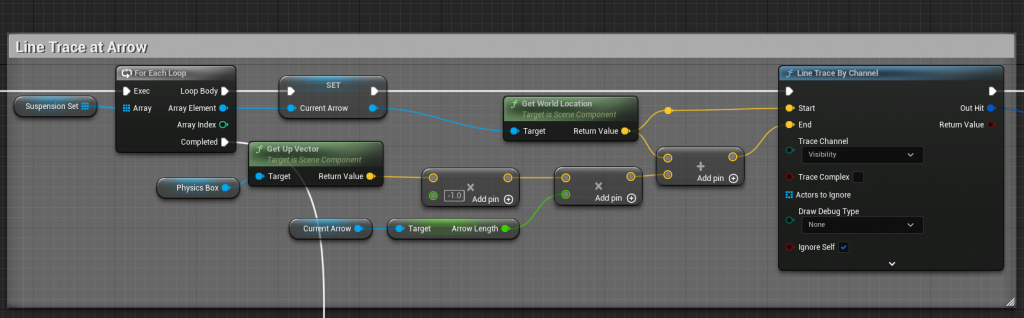 Line Trace at Arrow
For Each Loop
Exec
Loop Body
Array
Array Element
Array Index
Completed
Suspension Set
SET
Current Arrow
Get World Location
Target is Scene Component
Target
Return Value
Get Up Vector
Target is Scene Component
Target
Return Value
Physics Box
-1.0
×
Add pin
×
Add pin
+
Add pin
Current Arrow
Target
Arrow Length
Line Trace By Channel
Start
Out Hit
End
Return Value
Trace Channel
Visibility
Trace Complex
Actors to Ignore
Draw Debug Type
None
Ignore Self